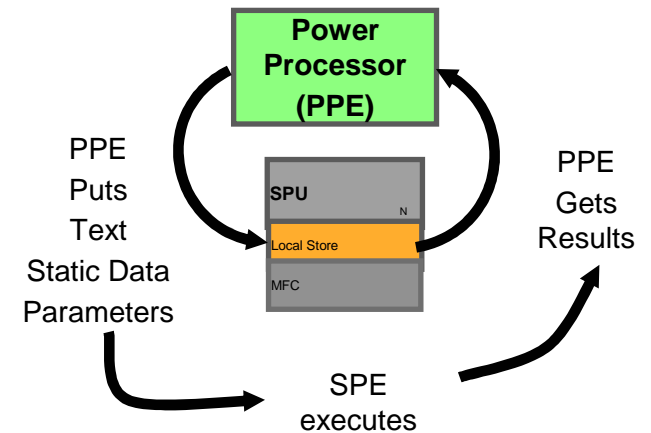 Power
Processor
(PPE)
PPE
Puts
Text
Static Data
Parameters
SPU
N
Local Store
MFC
PPE
Gets
Results
SPE
executes